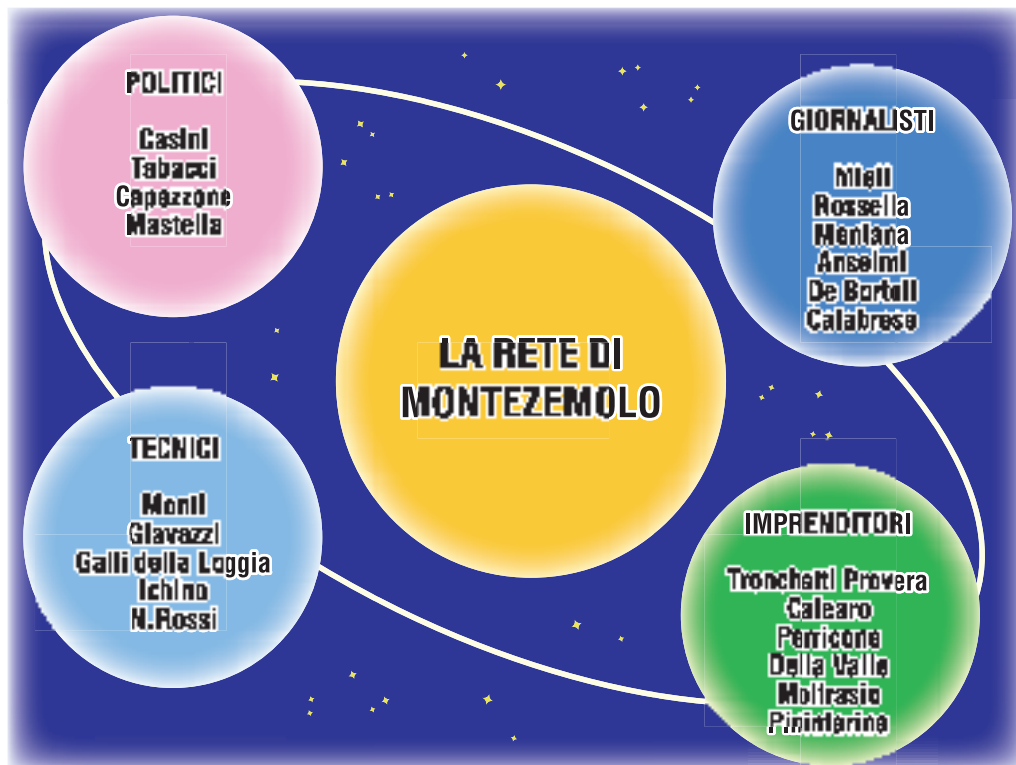 POLITICI
Casini
Tabacci
Capezzone
Mastella
GIORNALISTI
Mieli
Rossella
Mentana
Anselmi
De Bortoli
Calabrese
LA RETE DI
MONTEZEMOLO
TECNICI
Monti
Giavazzi
Galli della Loggia
Ichino
N.Rossi
IMPRENDITORI
Tronchetti Provera
Calearo
Perricone
Della Valle
Moltrasio
Pininfarina